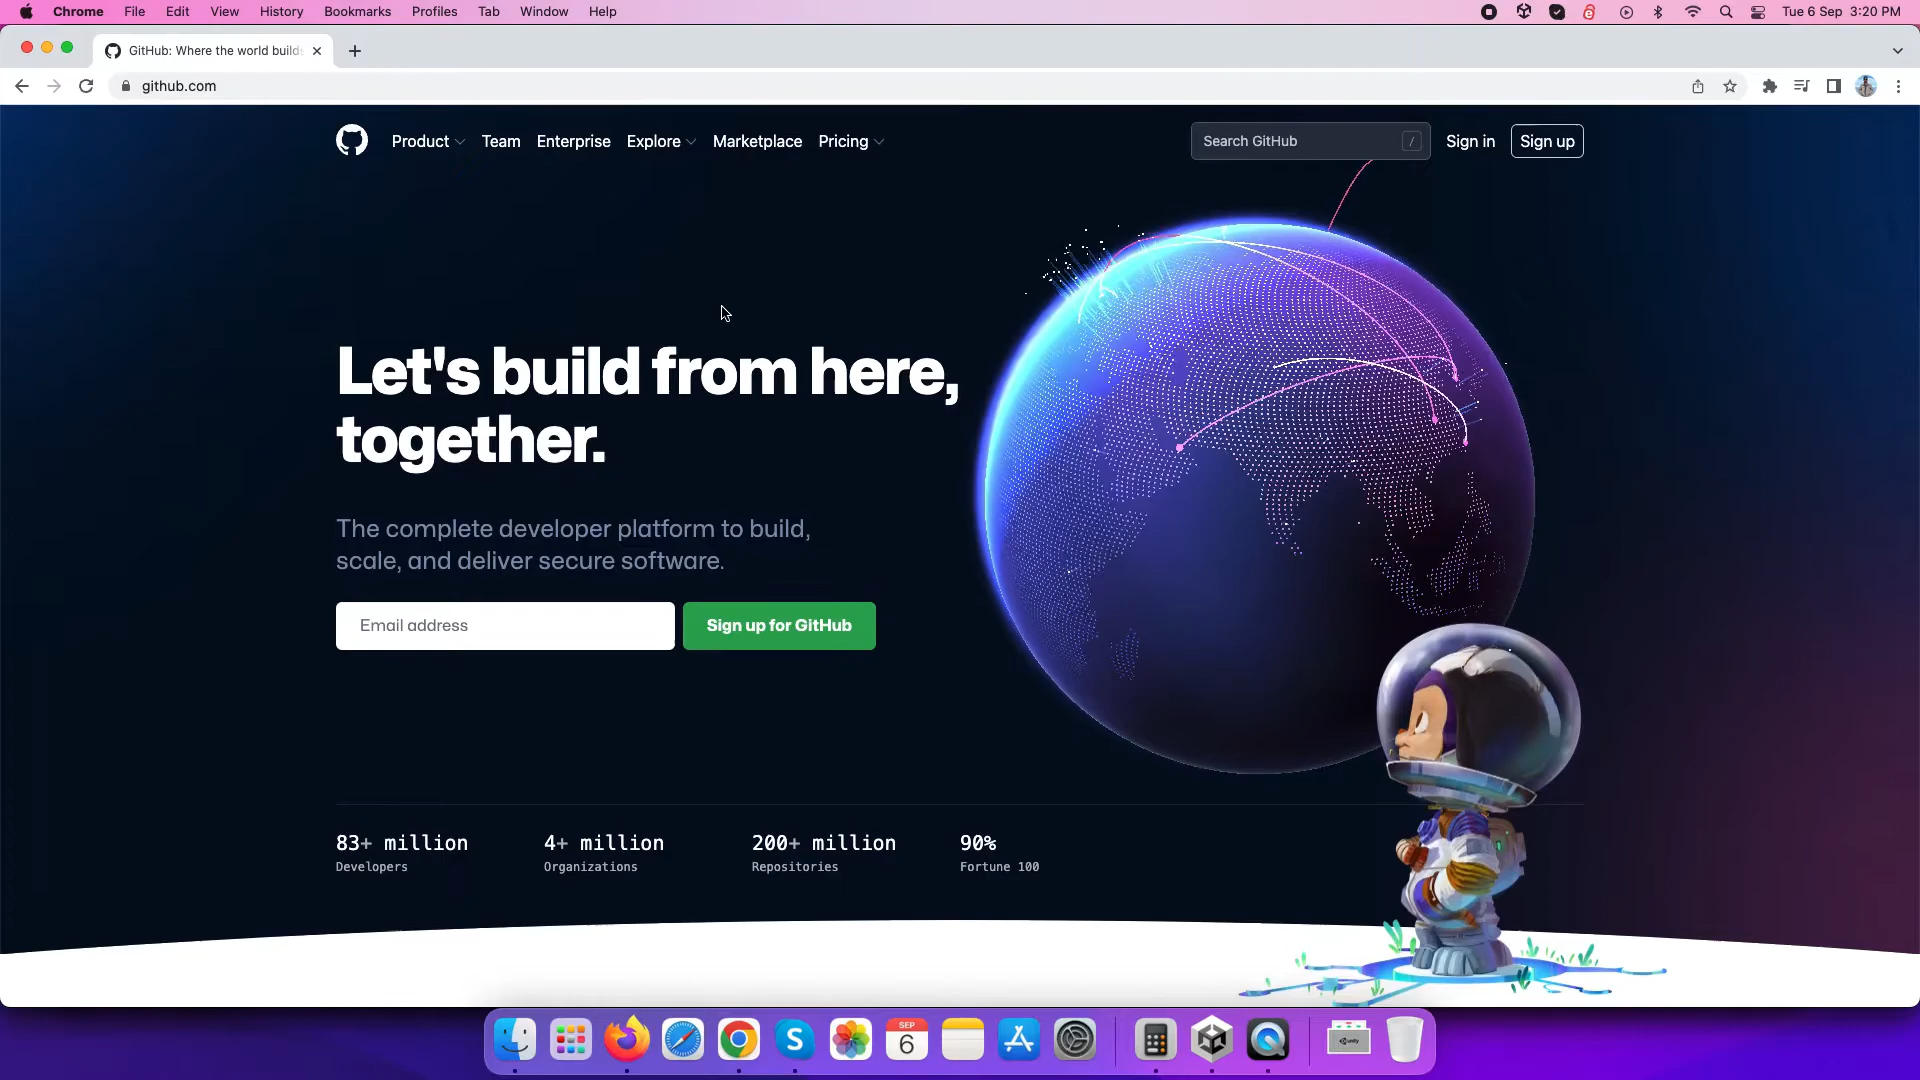 Chrome File Edit View History Bookmarks Profiles Tab Window Help Tue 6 Sep 3:20 PM
GitHub: Where the world builds
github.com
Product Team Enterprise Explore Marketplace Pricing Search GitHub / Sign in Sign up
Let's build from here,
together.
The complete developer platform to build,
scale, and deliver secure software.
Email address Sign up for GitHub
83+ million 4+ million 200+ million 90%
Developers Organizations Repositories Fortune 100
SEP
6
unity